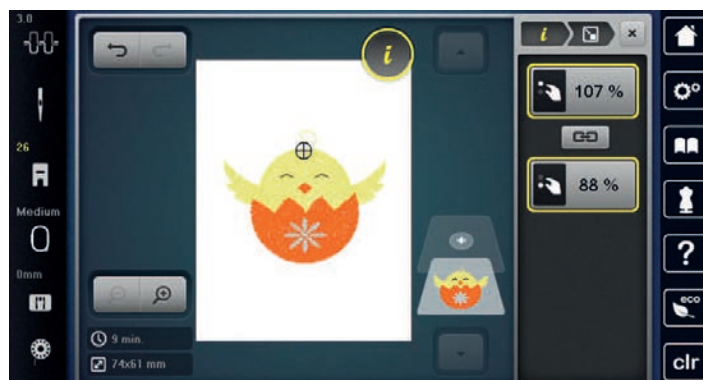 3.0
i
107 %
26
88 %
Medium
0mm
9 min.
74x61 mm
?
eco
clr